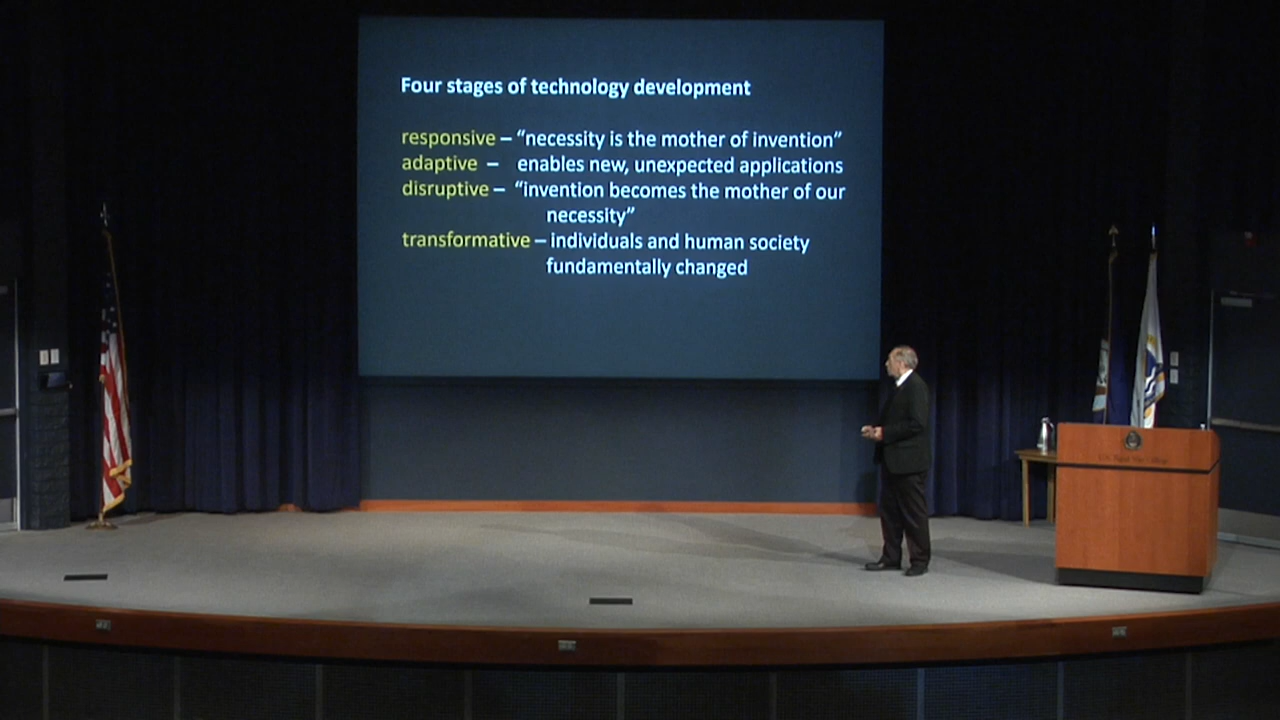 Four stages of technology development
responsive – “necessity is the mother of invention”
adaptive – enables new, unexpected applications
disruptive – “invention becomes the mother of our
necessity”
transformative – individuals and human society
fundamentally changed